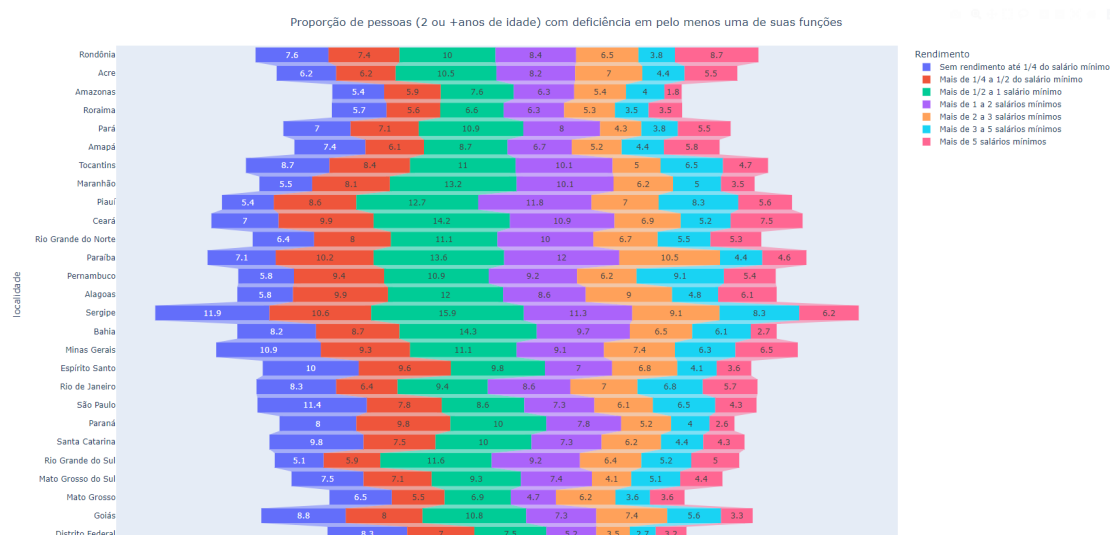 Proporção de pessoas (2 ou +anos de idade) com deficiência em pelo menos uma de suas funções
Rendimento
Sem rendimento até 1/4 do salário mínimo
Mais de 1/4 a 1/2 do salário mínimo
Mais de 1/2 a 1 salário mínimo
Mais de 1 a 2 salários mínimos
Mais de 2 a 3 salários mínimos
Mais de 3 a 5 salários mínimos
Mais de 5 salários mínimos
localidade
Rondônia 7.6 7.4 10 8.4 6.5 3.8 8.7
Acre 6.2 6.2 10.5 8.2 7 4.4 5.5
Amazonas 5.4 5.9 7.6 6.3 5.4 4 1.8
Roraima 5.7 5.6 6.6 6.3 5.3 3.5 3.5
Pará 7 7.1 10.9 8 4.3 3.8 5.5
Amapá 7.4 6.1 8.7 6.7 5.2 4.4 5.8
Tocantins 8.7 8.4 11 10.1 5 6.5 4.7
Maranhão 5.5 8.1 13.2 10.1 6.2 5 3.5
Piauí 5.4 8.6 12.7 11.8 7 8.3 5.6
Ceará 7 9.9 14.2 10.9 6.9 5.2 7.5
Rio Grande do Norte 6.4 8 11.1 10 6.7 5.5 5.3
Paraíba 7.1 10.2 13.6 12 10.5 4.4 4.6
Pernambuco 5.8 9.4 10.9 9.2 6.2 9.1 5.4
Alagoas 5.8 9.9 12 8.6 9 4.8 6.1
Sergipe 11.9 10.6 15.9 11.3 9.1 8.3 6.2
Bahia 8.2 8.7 14.3 9.7 6.5 6.1 2.7
Minas Gerais 10.9 9.3 11.1 9.1 7.4 6.3 6.5
Espírito Santo 10 9.6 9.8 7 6.8 4.1 3.6
Rio de Janeiro 8.3 6.4 9.4 8.6 7 6.8 5.7
São Paulo 11.4 7.8 8.6 7.3 6.1 6.5 4.3
Paraná 8 9.8 10 7.8 5.2 4 2.6
Santa Catarina 9.8 7.5 10 7.3 6.2 4.4 4.3
Rio Grande do Sul 5.1 5.9 11.6 9.2 6.4 5.2 5
Mato Grosso do Sul 7.5 7.1 9.3 7.4 4.1 5.1 4.4
Mato Grosso 6.5 5.5 6.9 4.7 6.2 3.6 3.6
Goiás 8.8 8 10.8 7.3 7.4 5.6 3.3
Distrito Federal 8.3 7 7.5 5.2 3.5 2.7 3.2